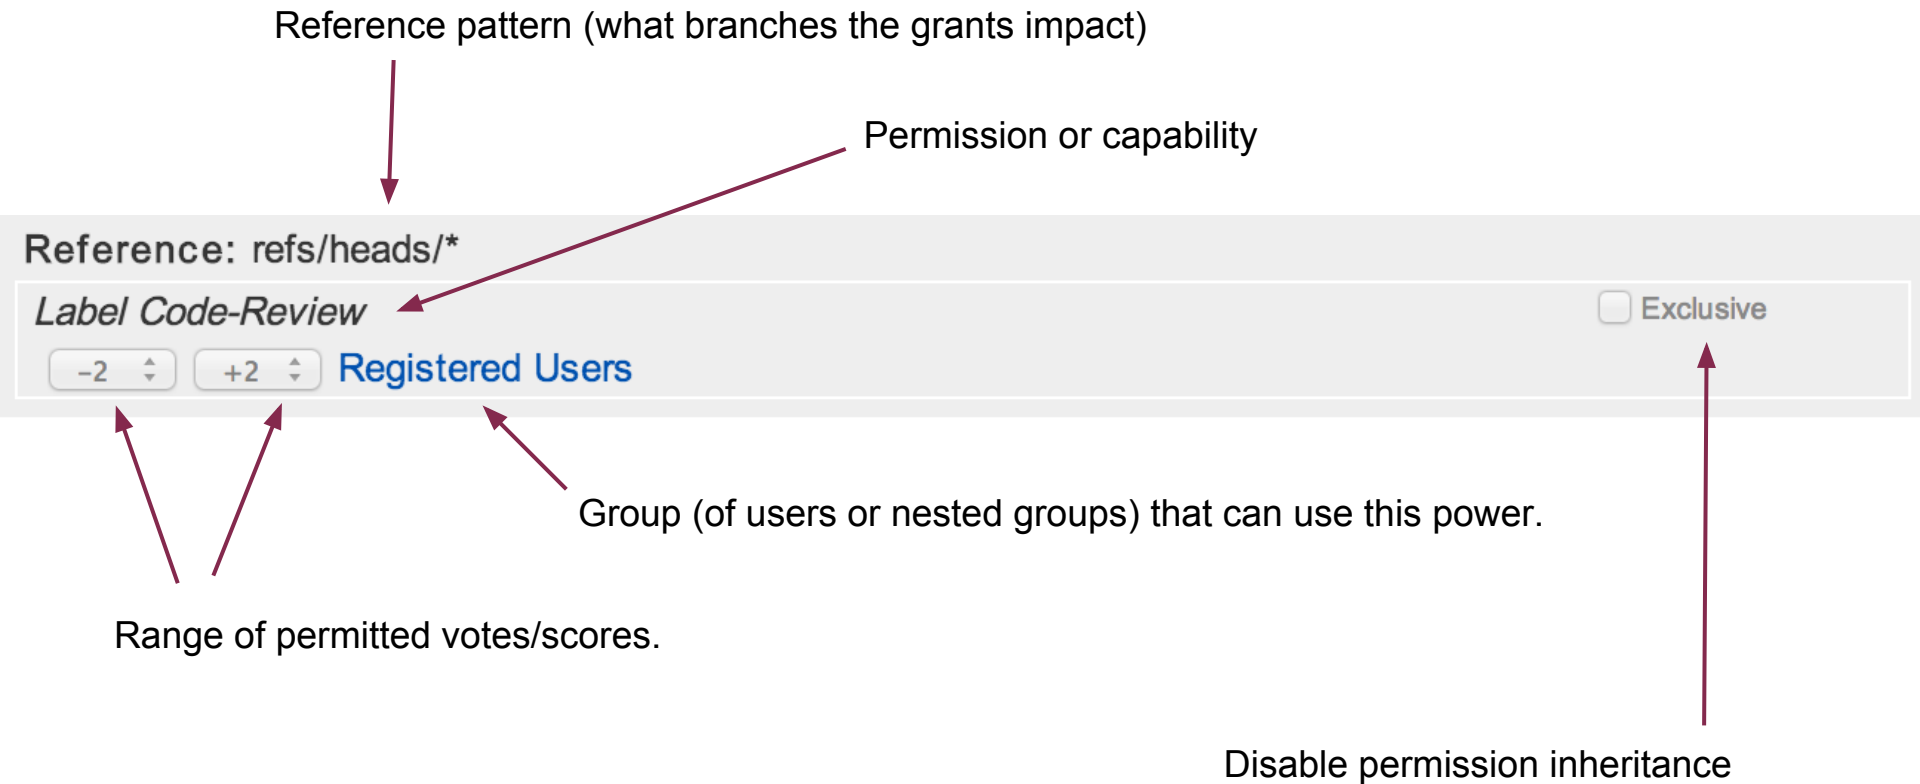 Reference pattern (what branches the grants impact)
Permission or capability
Reference: refs/heads/*
Label Code-Review
Exclusive
-2 +2 Registered Users
Group (of users or nested groups) that can use this power.
Range of permitted votes/scores.
Disable permission inheritance